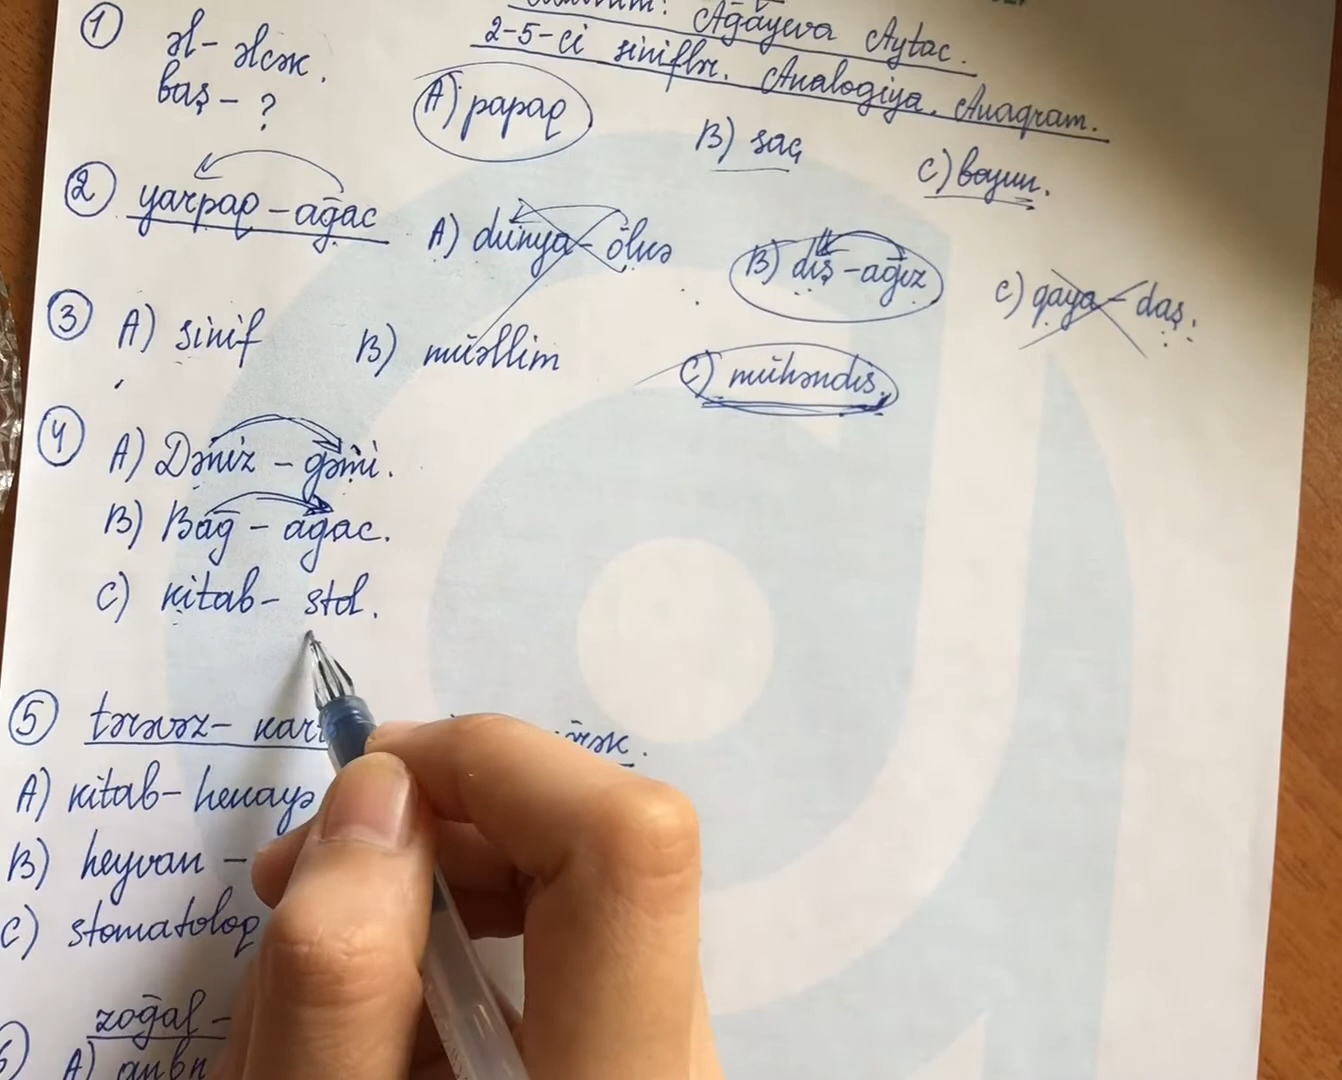 Ağayeva Aytac.
2-5-ci siniflər. Analogiya. Anaqram.
1 əl - əlcək.
baş - ?
A) papaq
B) saç
C) boyun.
2 yarpaq - ağac
A) dünya - ölkə
B) diş - ağız
C) qaya - daş.
3 A) sinif
B) müəllim
C) mühəndis.
4 A) Dəniz - gəmi.
B) Bağ - ağac.
C) kitab - stol.
5 tərəvəz -
A) kitab - hekayə
B) heyvan -
C) stomatoloq
zoğal -
A)